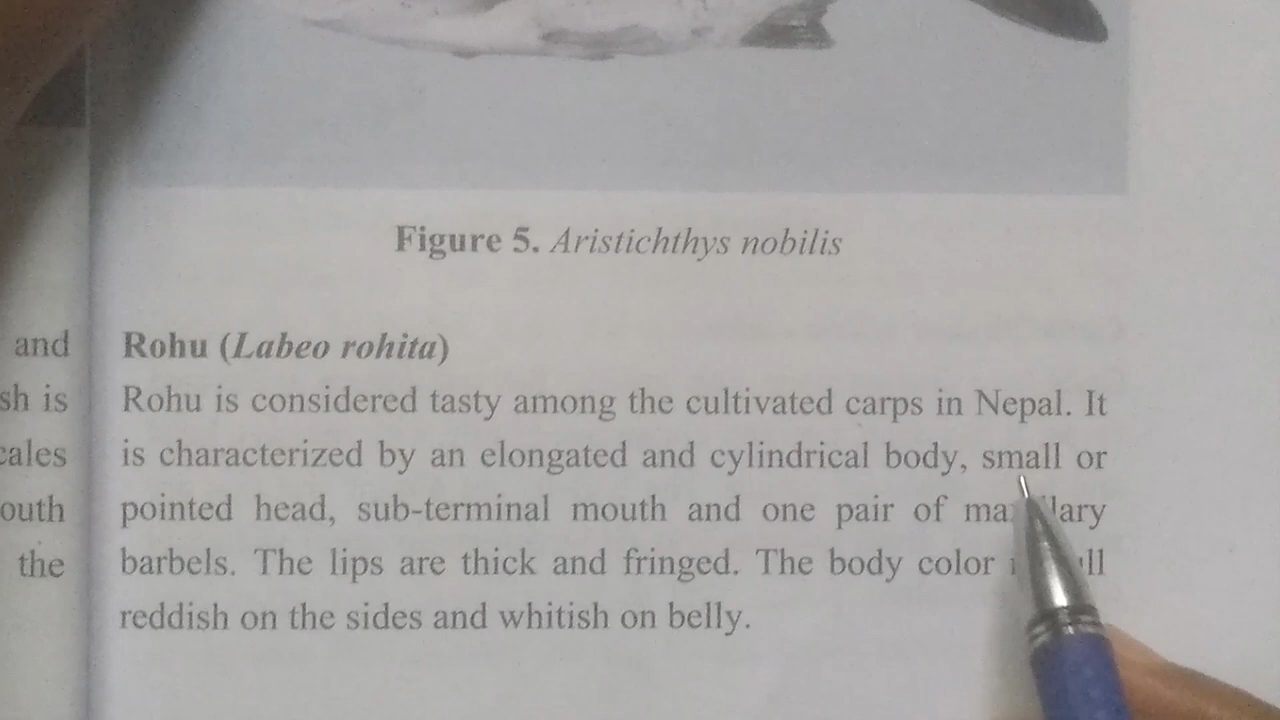 Figure 5. Aristichthys nobilis
and
sh is
cales
outh
the
Rohu (Labeo rohita)
Rohu is considered tasty among the cultivated carps in Nepal. It
is characterized by an elongated and cylindrical body, small or
pointed head, sub-terminal mouth and one pair of
barbels. The lips are thick and fringed. The body color
reddish on the sides and whitish on belly.